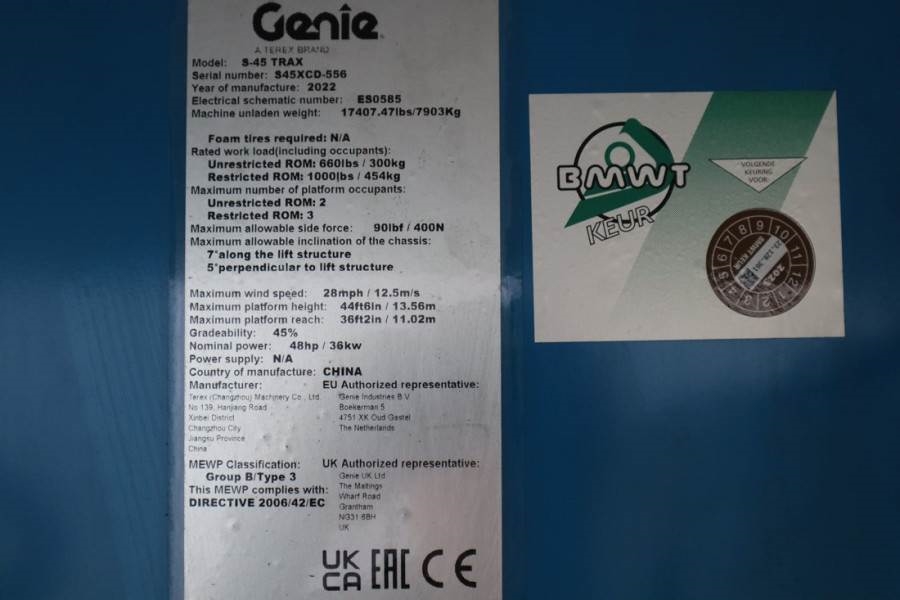 Genie
A TEREX BRAND
Model: S-45 TRAX
Serial number: S45XCD-556
Year of manufacture: 2022
Electrical schematic number: ES0585
Machine unladen weight: 17407.47lbs/7903Kg
Foam tires required: N/A
Rated work load(including occupants):
Unrestricted ROM: 660lbs / 300kg
Restricted ROM: 1000lbs / 454kg
Maximum number of platform occupants:
Unrestricted ROM: 2
Restricted ROM: 3
Maximum allowable side force: 90lbf / 400N
Maximum allowable inclination of the chassis:
7°along the lift structure
5°perpendicular to lift structure
Maximum wind speed: 28mph / 12.5m/s
Maximum platform height: 44ft6in / 13.56m
Maximum platform reach: 36ft2in / 11.02m
Gradeability: 45%
Nominal power: 48hp / 36kw
Power supply: N/A
Country of manufacture: CHINA
Manufacturer: EU Authorized representative:
Terex (Changzhou) Machinery Co., Ltd. Genie Industries B.V
No 139, Hanjiang Road Boekerman 5
Xinbei District 4751 XK Oud Gastel
Changzhou City The Netherlands
Jiangsu Province
China
MEWP Classification: UK Authorized representative:
Group B/Type 3 Genie UK Ltd
This MEWP complies with: The Maltings
DIRECTIVE 2006/42/EC Wharf Road
Grantham
NG31 6BH
UK
UK
CA EAC CE
BMWT
KEUR
VOLGENDE
KEURING
VOOR:
1 2 3 4 5 6 7 8 9 10 11 12
BMWT KEUR
2025